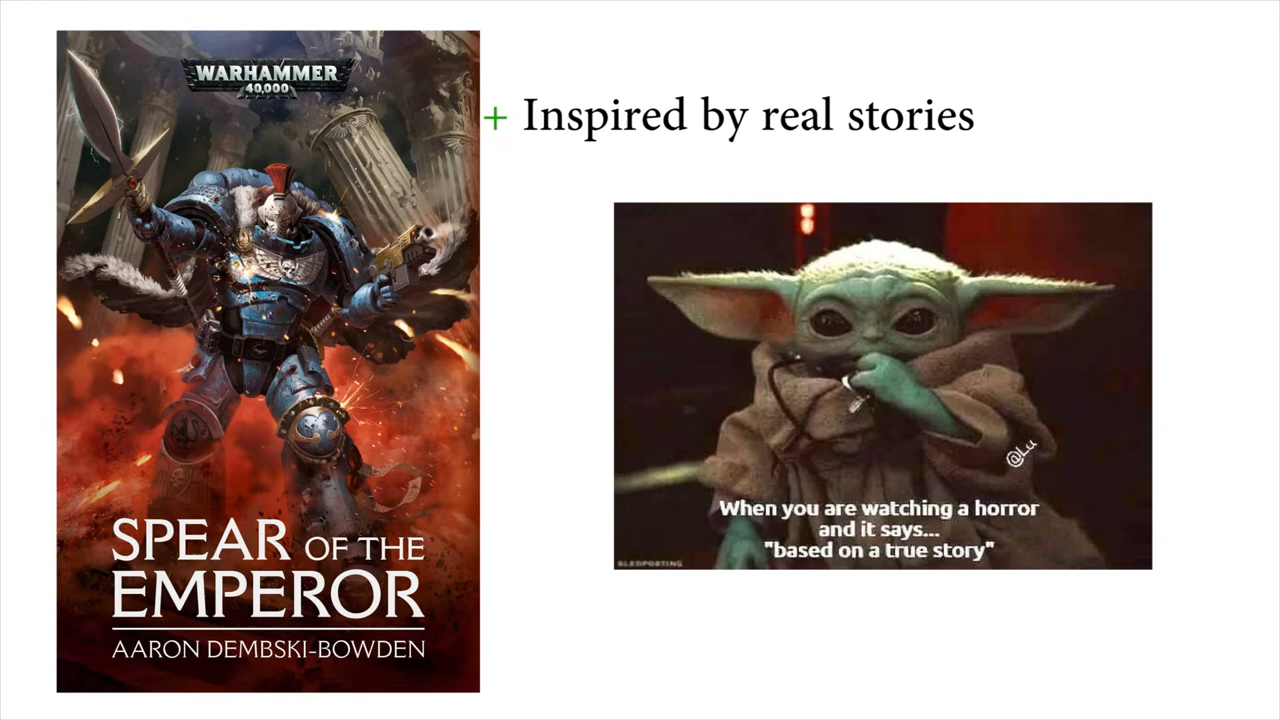 WARHAMMER
40,000
SPEAR OF THE
EMPEROR
AARON DEMBSKI-BOWDEN
+ Inspired by real stories
@Lu
When you are watching a horror
and it says...
"based on a true story"